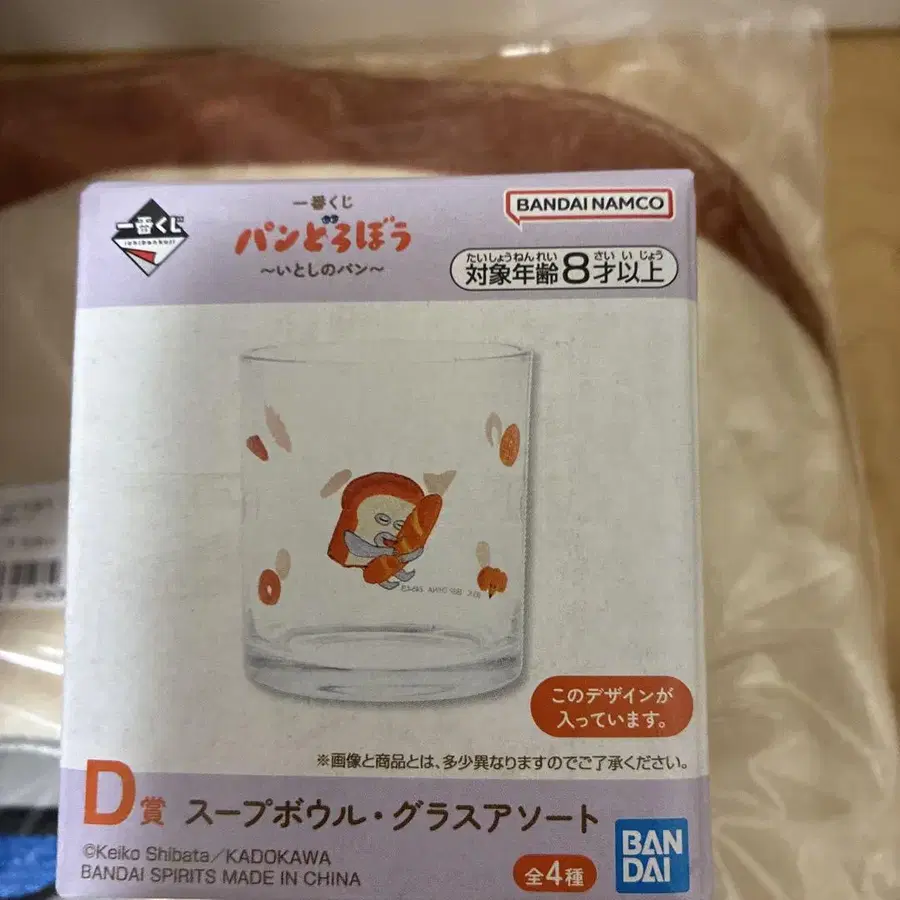 一番くじ
ichibankuji
一番くじ
パンどろぼう
～いとしのパン～
BANDAI NAMCO
たいしょうねんれい さい い じょう
対象年齢8才以上
このデザインが
入っています。
※画像と商品とは、多少異なりますのでご了承ください。
D賞 スープボウル・グラスアソート
©Keiko Shibata／KADOKAWA
BANDAI SPIRITS MADE IN CHINA
全4種
BAN
DAI